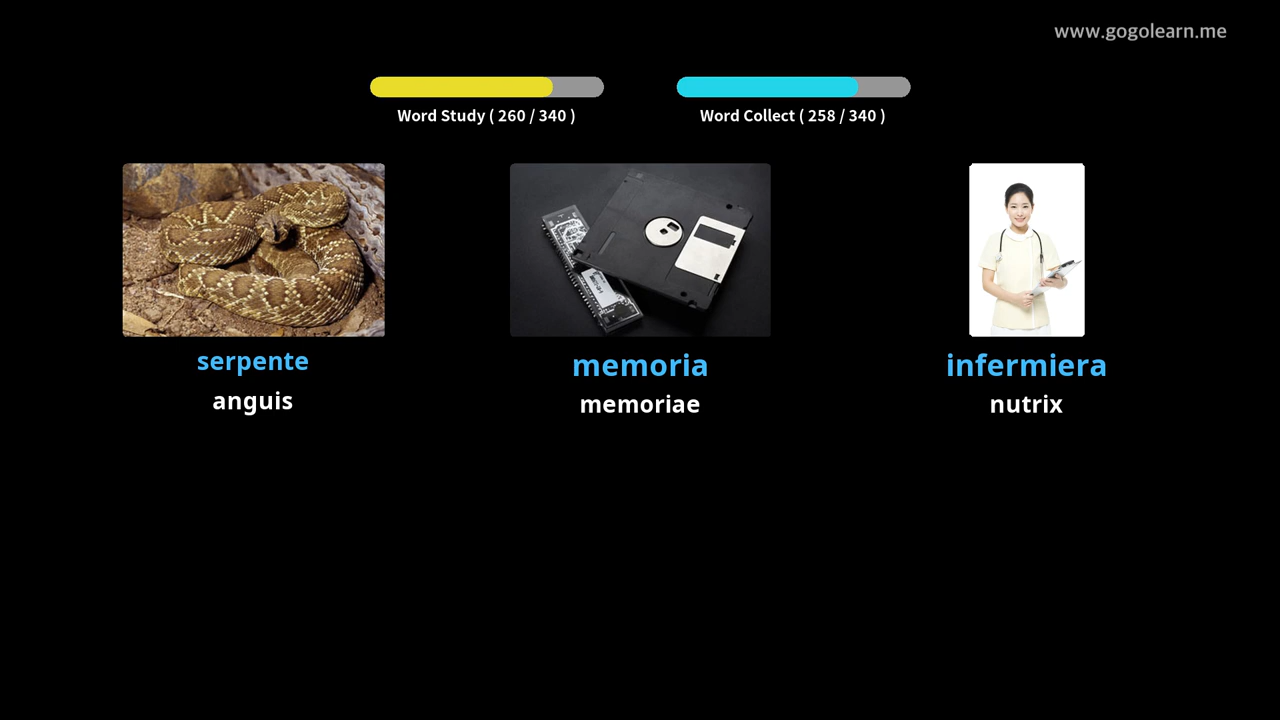 www.gogolearn.me
Word Study ( 260 / 340 )
Word Collect ( 258 / 340 )
serpente
memoria
infermiera
anguis
memoriae
nutrix